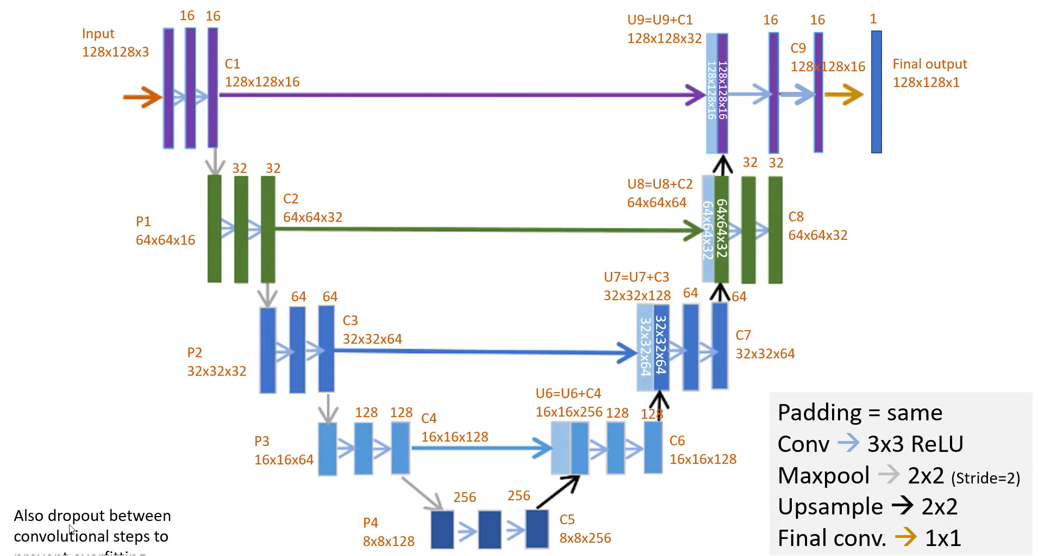 16 16
Input
128x128x3
C1
128x128x16
U9=U9+C1
128x128x32
128x128x16
128x128x16
16 16 1
C9
128x128x16
Final output
128x128x1
32 32
P1
64x64x16
C2
64x64x32
U8=U8+C2
64x64x64
64x64x32
64x64x32
32 32
C8
64x64x32
64 64
P2
32x32x32
C3
32x32x64
U7=U7+C3
32x32x128
32x32x64
32x32x64
64 64
C7
32x32x64
128 128
P3
16x16x64
C4
16x16x128
U6=U6+C4
16x16x256
128 128
C6
16x16x128
256 256
P4
8x8x128
C5
8x8x256
Padding = same
Conv 3x3 ReLU
Maxpool 2x2 (Stride=2)
Upsample 2x2
Final conv. 1x1
Also dropout between
convolutional steps to
prevent overfitting